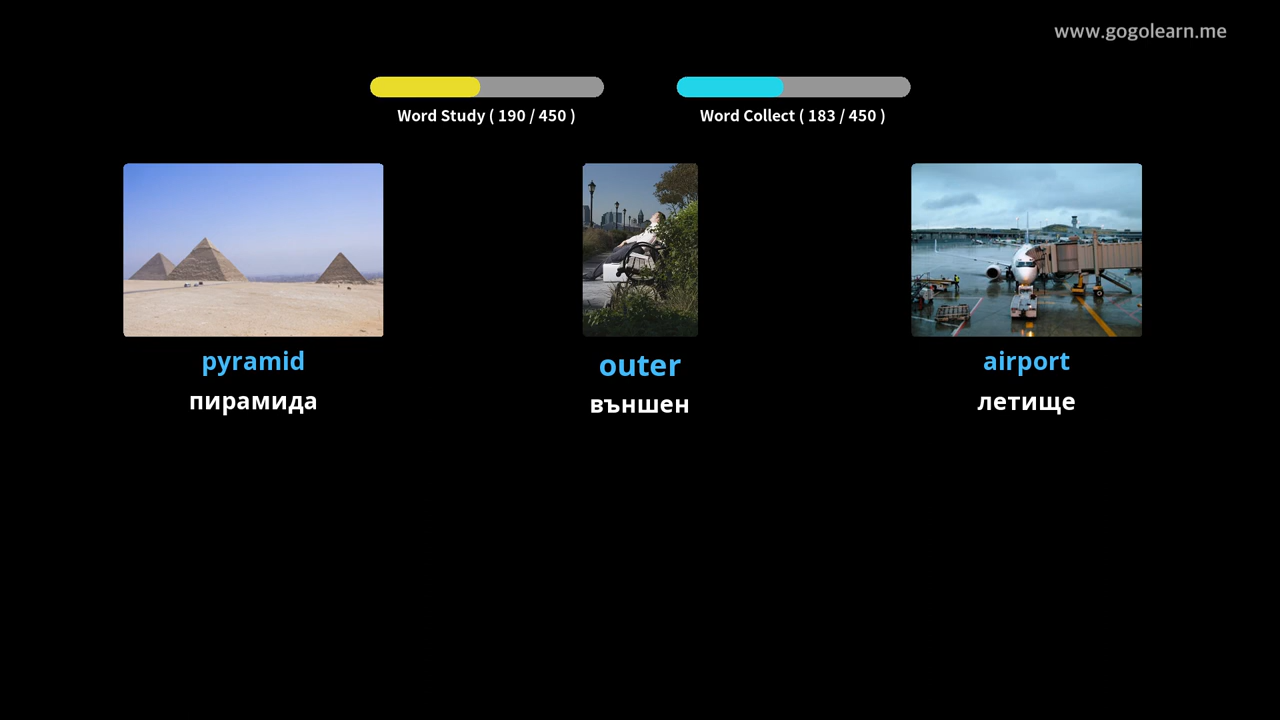 www.gogolearn.me
Word Study ( 190 / 450 )
Word Collect ( 183 / 450 )
pyramid
пирамида
outer
външен
airport
летище